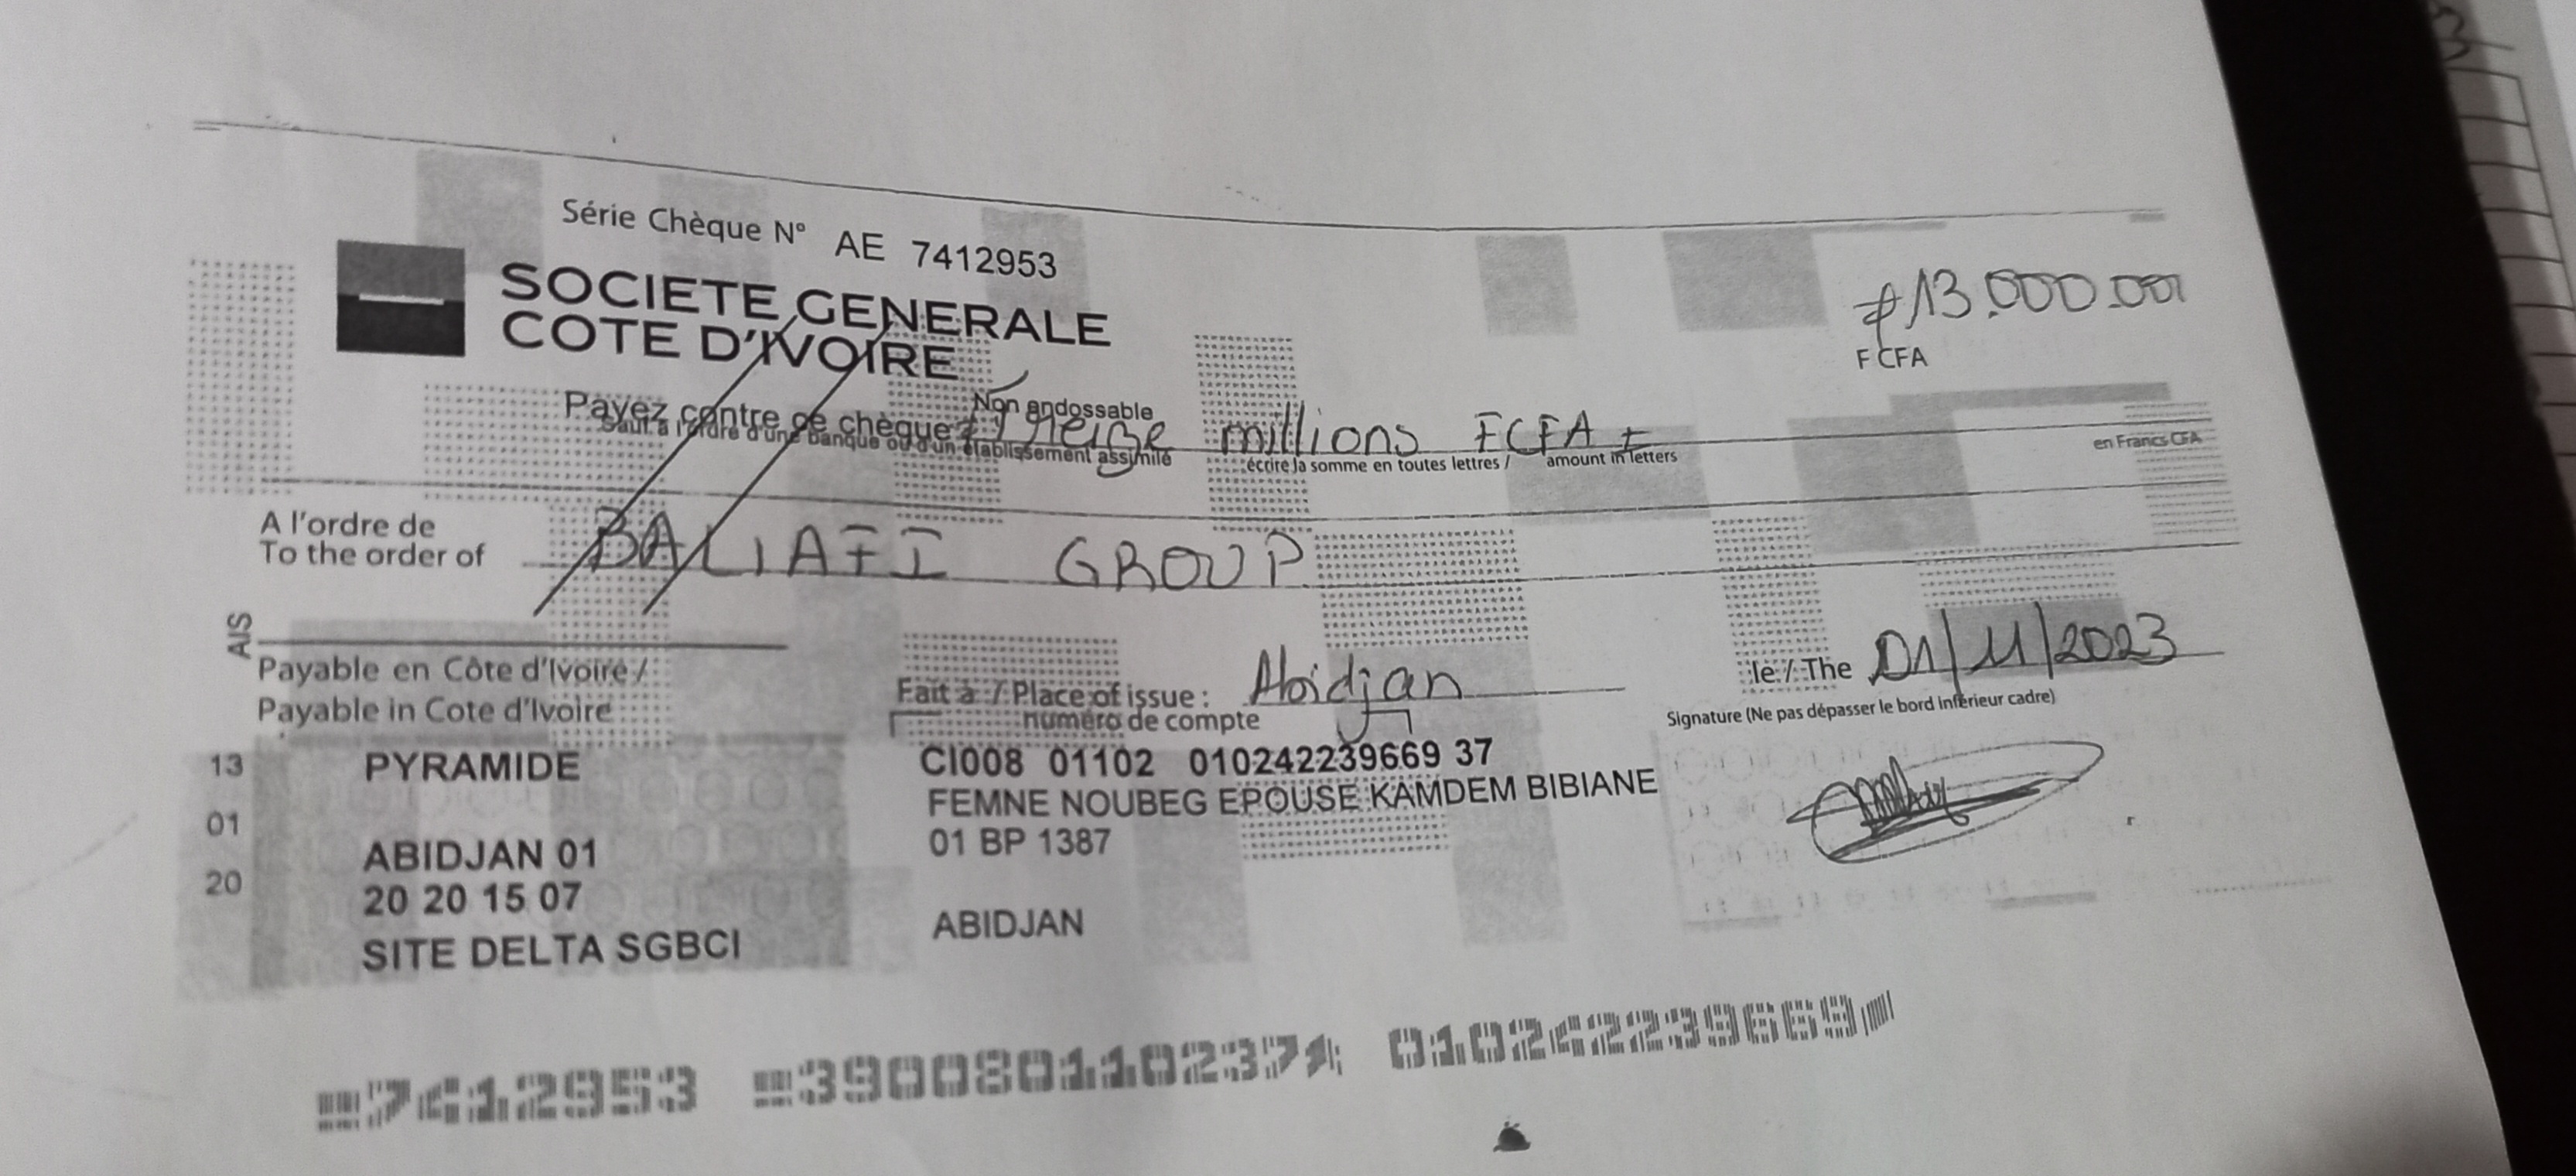 Série Chèque N° AE 7412953
SOCIETE GENERALE
COTE D'IVOIRE
≠13.000.000
F CFA
Non endossable
Payez contre ce chèque ≠ Treize millions FCFA ≠
sauf à l'ordre d'une banque ou d'un établissement assimilé
écrire la somme en toutes lettres / amount in letters
en Francs CFA
A l'ordre de
To the order of BALIAFI GROUP
AIS
Payable en Côte d'Ivoire /
Payable in Cote d'Ivoire
Fait à / Place of issue : Abidjan
le / The 01/11/2023
numéro de compte
Signature (Ne pas dépasser le bord inférieur cadre)
13 PYRAMIDE
01
ABIDJAN 01
20 20 20 15 07
SITE DELTA SGBCI
CI008 01102 010242239669 37
FEMNE NOUBEG EPOUSE KAMDEM BIBIANE
01 BP 1387
ABIDJAN
7412953 390080110237 010242239669